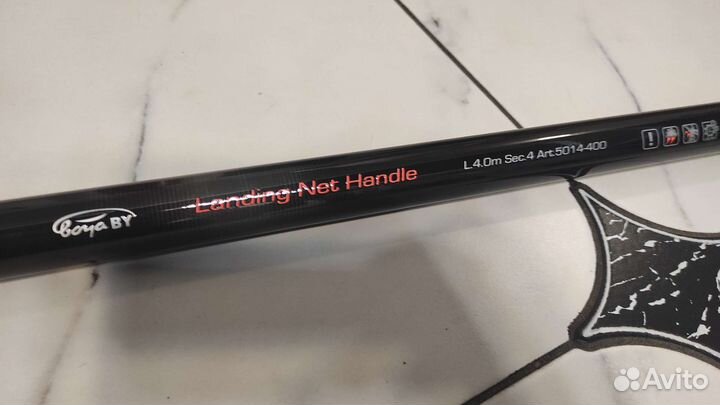 Boya BY
Landing Net Handle
L.4.0m Sec.4 Art.5014-400
Avito